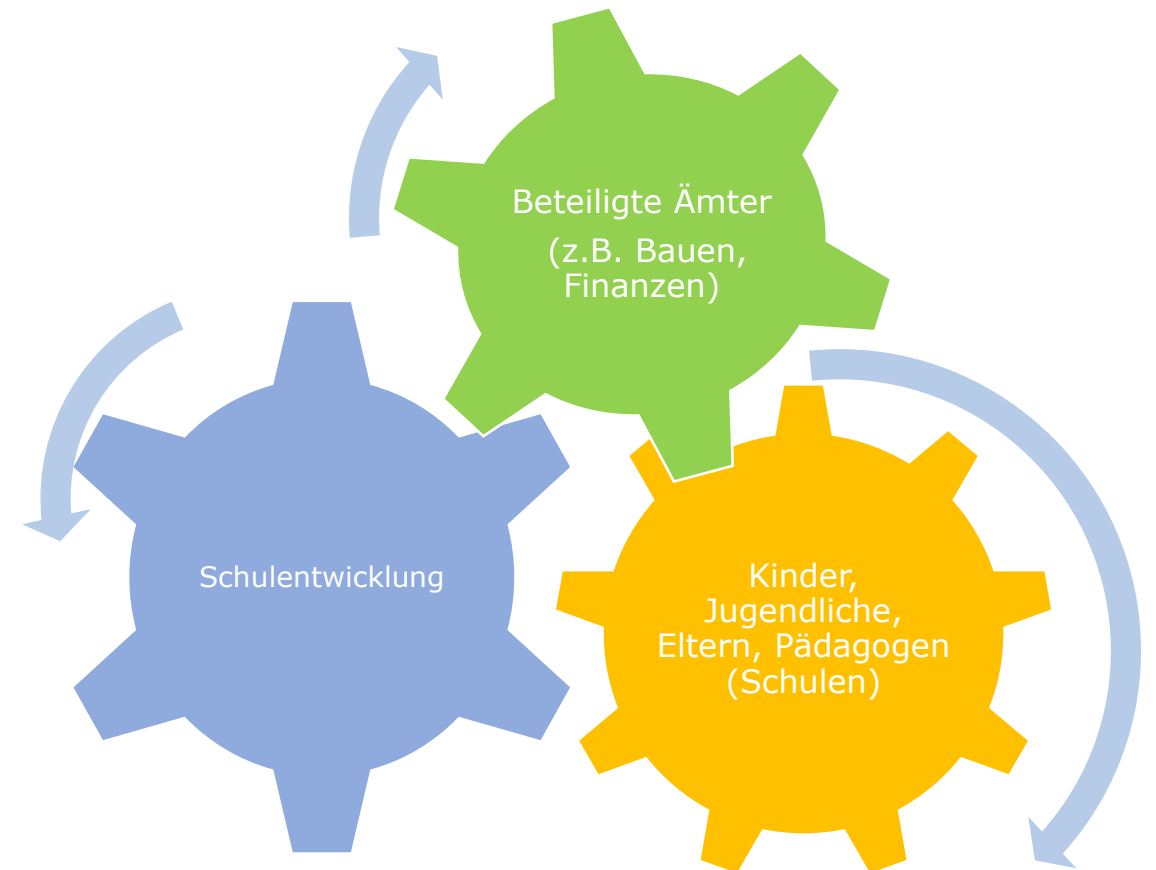 Beteiligte Ämter
(z.B. Bauen,
Finanzen)
Schulentwicklung
Kinder,
Jugendliche,
Eltern, Pädagogen
(Schulen)